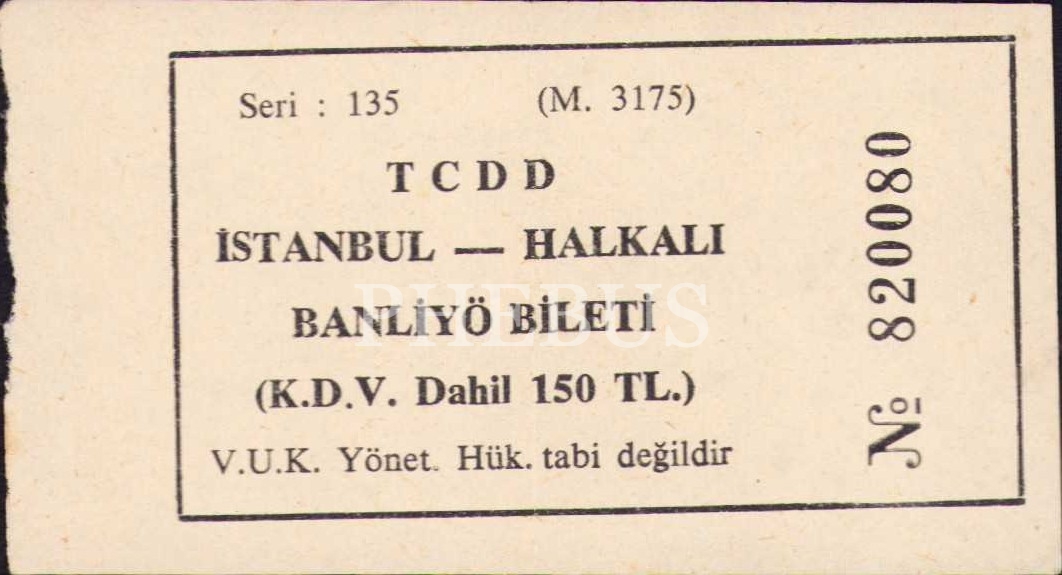 Seri : 135 (M. 3175)
TCDD
İSTANBUL — HALKALI
BANLİYÖ BİLETİ
(K.D.V. Dahil 150 TL.)
V.U.K. Yönet. Hük. tabi değildir
№ 820080
PHEBUS